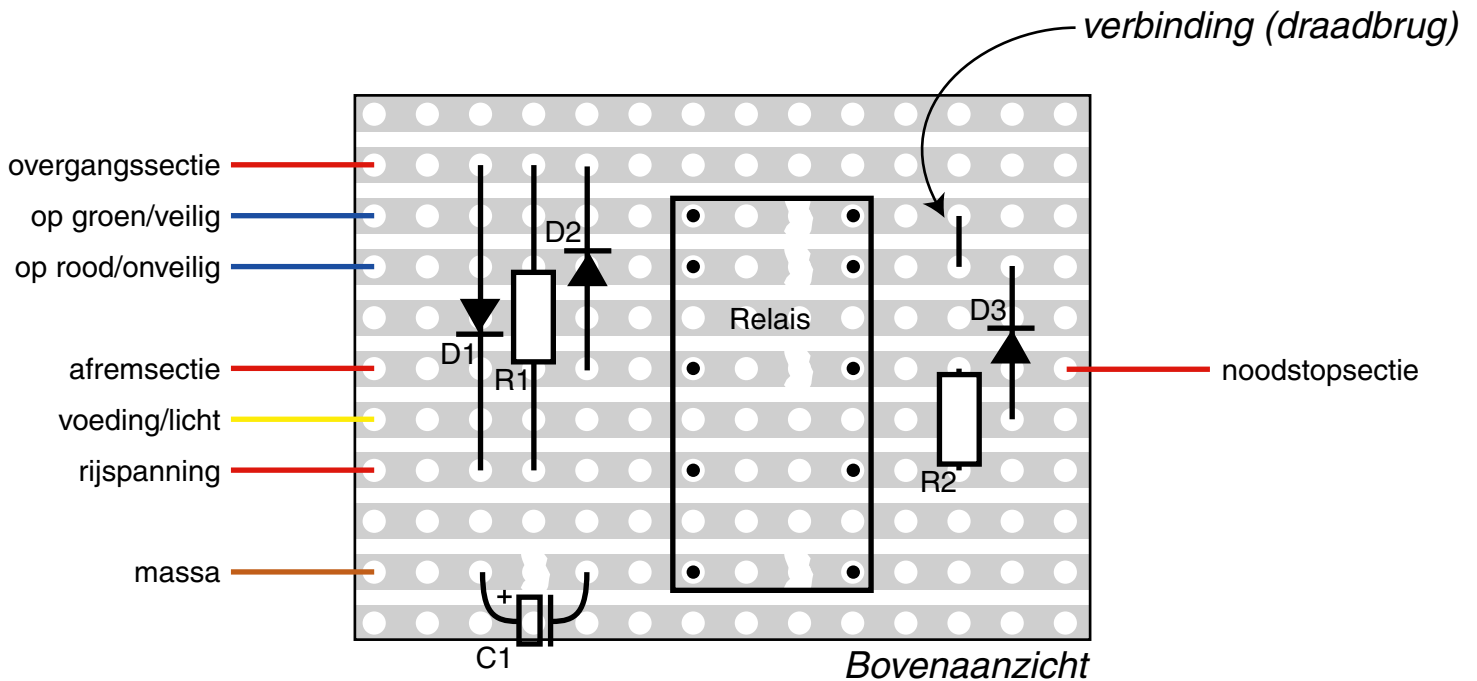 verbinding (draadbrug)
overgangssectie
op groen/veilig
D2
op rood/onveilig
D3
Relais
D1
afremsectie
R1
noodstopsectie
voeding/licht
rijspanning
R2
massa
+
C1
Bovenaanzicht